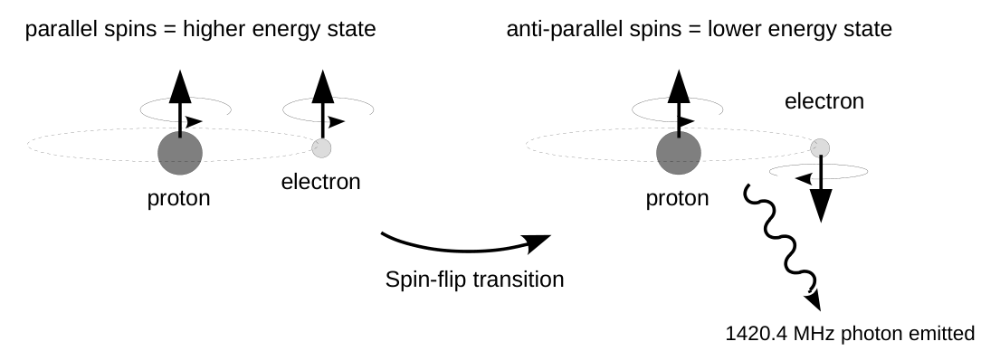 parallel spins = higher energy state
proton
electron
Spin-flip transition
anti-parallel spins = lower energy state
electron
proton
1420.4 MHz photon emitted